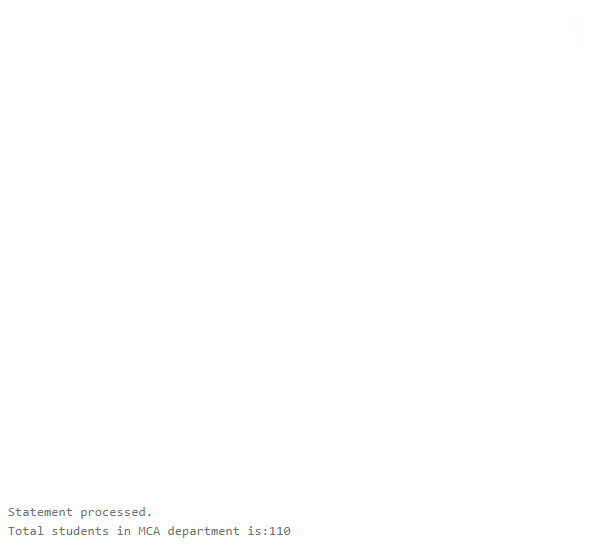 Statement processed.
Total students in MCA department is:110